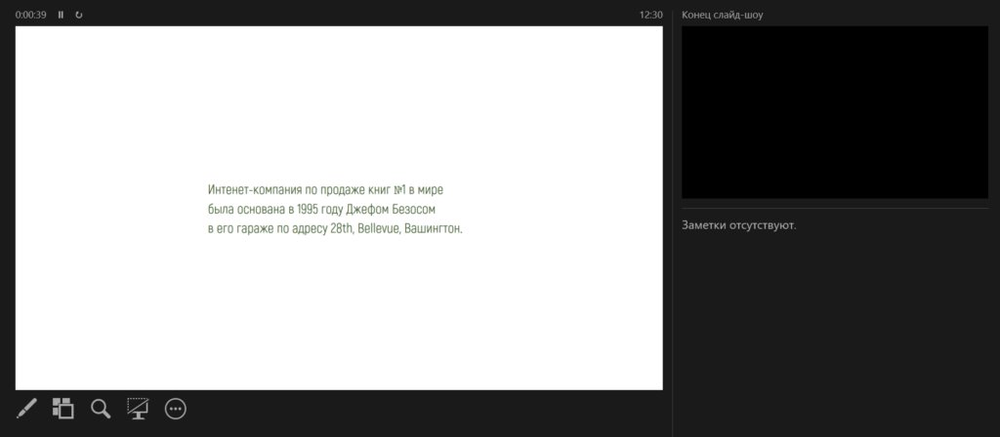 0:00:39
12:30
Конец слайд-шоу
Интенет-компания по продаже книг №1 в мире
была основана в 1995 году Джефом Безосом
в его гараже по адресу 28th, Bellevue, Вашингтон.
Заметки отсутствуют.